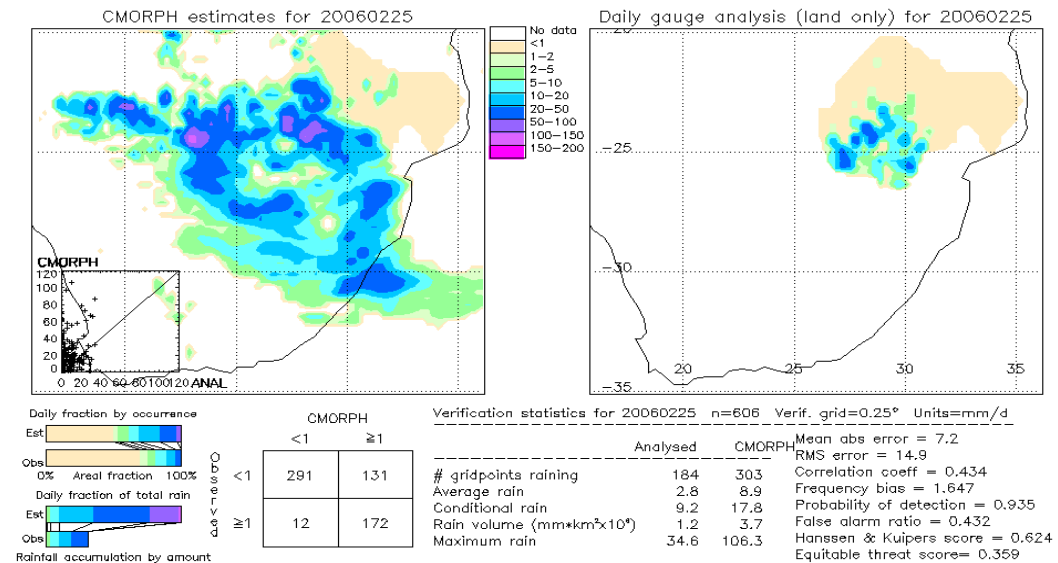 CMORPH estimates for 20060225
Daily gauge analysis (land only) for 20060225
No data
<1
1-2
2-5
5-10
10-20
20-50
50-100
100-150
150-200
-20
-25
-30
-35
20 25 30 35
CMORPH
120
100
80
60
40
20
0
0 20 40 60 80 100 120 ANAL
Daily fraction by occurrence
Est
Obs
0% Areal fraction 100%
Daily fraction of total rain
Est
Obs
Rainfall accumulation by amount
CMORPH
<1 ≥1
Observed
<1 291 131
≥1 12 172
Verification statistics for 20060225 n=606 Verif. grid=0.25° Units=mm/d
Analysed CMORPH
# gridpoints raining 184 303
Average rain 2.8 8.9
Conditional rain 9.2 17.8
Rain volume (mm*km²x10⁶) 1.2 3.7
Maximum rain 34.6 106.3
Mean abs error = 7.2
RMS error = 14.9
Correlation coeff = 0.434
Frequency bias = 1.647
Probability of detection = 0.935
False alarm ratio = 0.432
Hanssen & Kuipers score = 0.624
Equitable threat score= 0.359